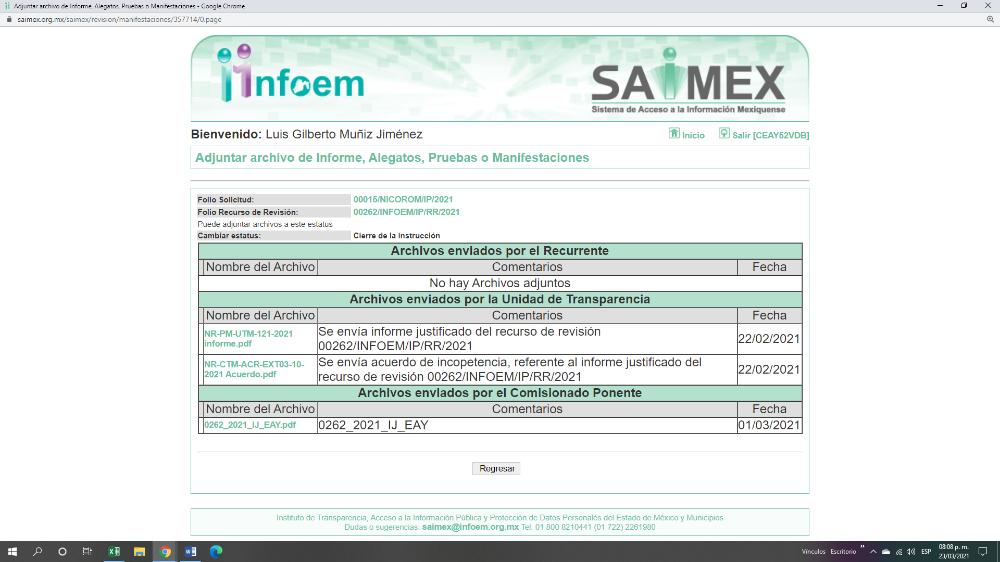 Adjuntar archivo de Informe, Alegatos, Pruebas o Manifestaciones - Google Chrome
saimex.org.mx/saimex/revision/manifestaciones/357714/0.page
infoem
SAiMEX
Sistema de Acceso a la Información Mexiquense
Bienvenido: Luis Gilberto Muñiz Jiménez
Inicio Salir [CEAY52VDB]
Adjuntar archivo de Informe, Alegatos, Pruebas o Manifestaciones
Folio Solicitud: 00015/NICOROM/IP/2021
Folio Recurso de Revisión: 00262/INFOEM/IP/RR/2021
Puede adjuntar archivos a este estatus
Cambiar estatus: Cierre de la instrucción
Archivos enviados por el Recurrente
Nombre del Archivo Comentarios Fecha
No hay Archivos adjuntos
Archivos enviados por la Unidad de Transparencia
Nombre del Archivo Comentarios Fecha
NR-PM-UTM-121-2021
informe.pdf
Se envía informe justificado del recurso de revisión
00262/INFOEM/IP/RR/2021
22/02/2021
NR-CTM-ACR-EXT03-10-
2021 Acuerdo.pdf
Se envía acuerdo de incopetencia, referente al informe justificado del
recurso de revisión 00262/INFOEM/IP/RR/2021
22/02/2021
Archivos enviados por el Comisionado Ponente
Nombre del Archivo Comentarios Fecha
0262_2021_IJ_EAY.pdf 0262_2021_IJ_EAY 01/03/2021
Regresar
Instituto de Transparencia, Acceso a la Información Pública y Protección de Datos Personales del Estado de México y Municipios
Dudas o sugerencias: saimex@infoem.org.mx Tel. 01 800 8210441 (01 722) 2261980
Vínculos Escritorio » ESP
08:08 p. m.
23/03/2021